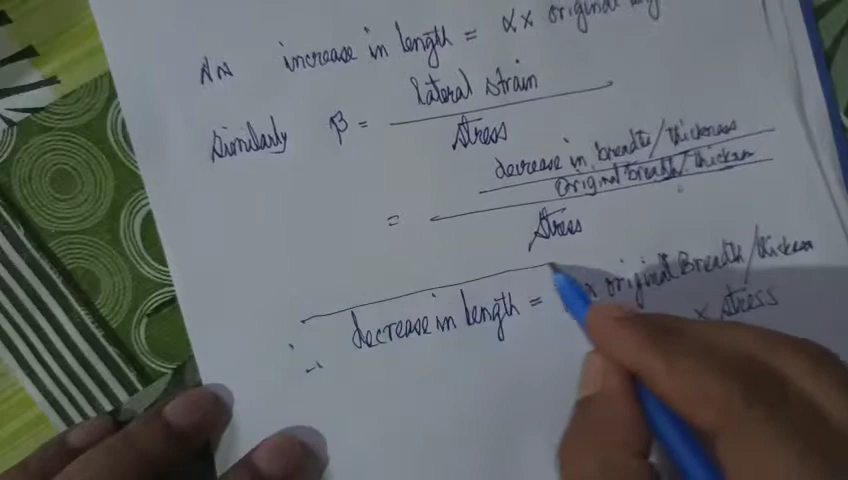 increase in length = α x original
Similarly β = lateral strain
Stress
decrease in breadth/thickness
original breadth/thickness
=
Stress
∴ decrease in length = x original Breadth/thickness
x stress